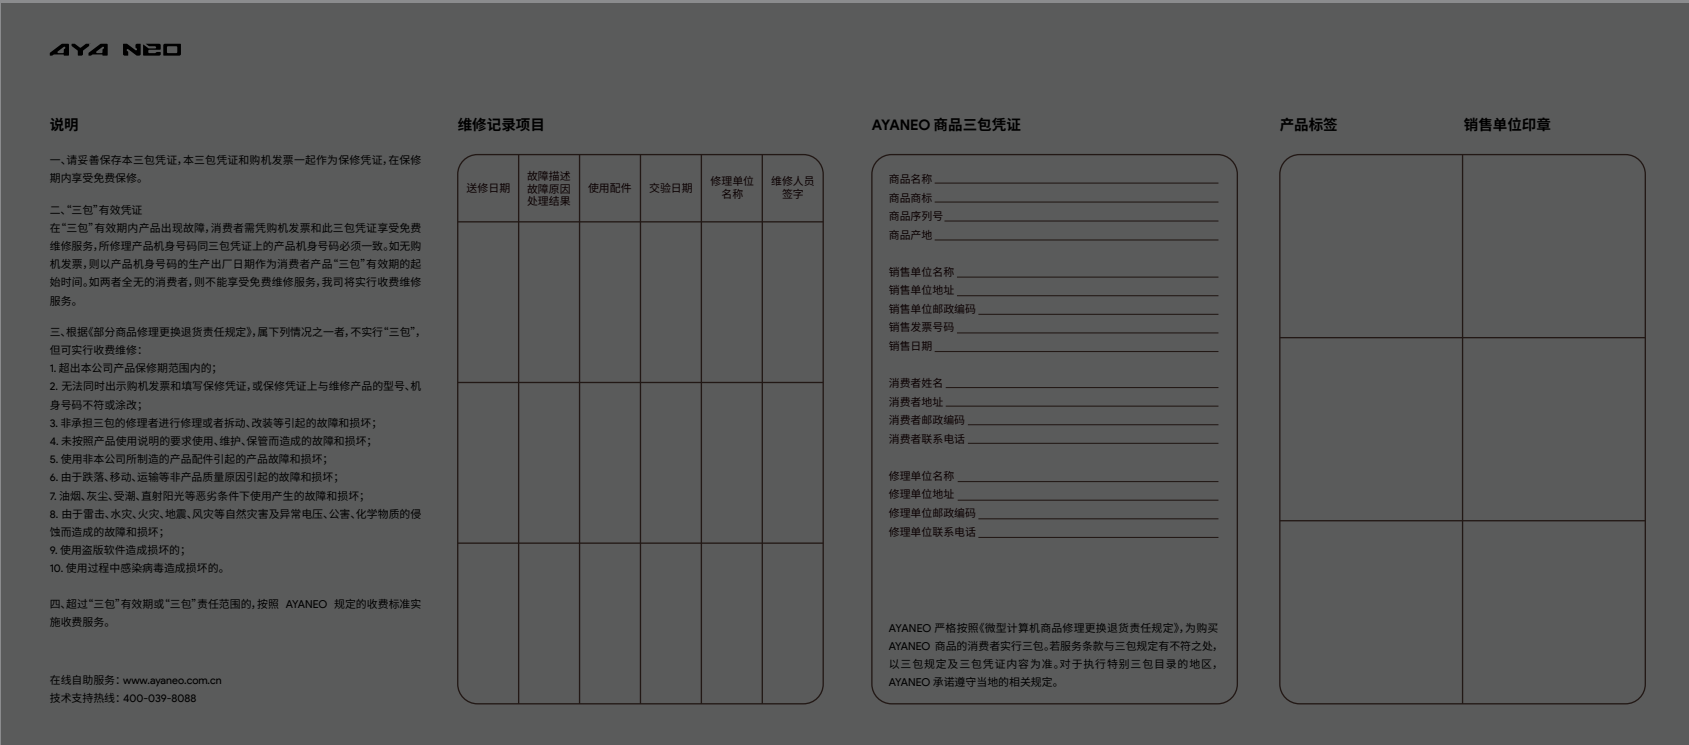 AYA NEO
说明
一、请妥善保存本三包凭证，本三包凭证和购机发票一起作为保修凭证，在保修
期内享受免费保修。
二、“三包”有效凭证
在“三包”有效期内产品出现故障，消费者需凭购机发票和此三包凭证享受免费
维修服务，所修理产品机身号码同三包凭证上的产品机身号码必须一致。如无购
机发票，则以产品机身号码的生产出厂日期作为消费者产品“三包”有效期的起
始时间。如两者全无的消费者，则不能享受免费维修服务，我司将实行收费维修
服务。
三、根据《部分商品修理更换退货责任规定》，属下列情况之一者，不实行“三包”，
但可实行收费维修：
1. 超出本公司产品保修期范围内的；
2. 无法同时出示购机发票和填写保修凭证，或保修凭证上与维修产品的型号、机
身号码不符或涂改；
3. 非承担三包的修理者进行修理或者拆动、改装等引起的故障和损坏；
4. 未按照产品使用说明的要求使用、维护、保管而造成的故障和损坏；
5. 使用非本公司所制造的产品配件引起的产品故障和损坏；
6. 由于跌落、移动、运输等非产品质量原因引起的故障和损坏；
7. 油烟、灰尘、受潮、直射阳光等恶劣条件下使用产生的故障和损坏；
8. 由于雷击、水灾、火灾、地震、风灾等自然灾害及异常电压、公害、化学物质的侵
蚀而造成的故障和损坏；
9. 使用盗版软件造成损坏的；
10. 使用过程中感染病毒造成损坏的。
四、超过“三包”有效期或“三包”责任范围的，按照 AYANEO 规定的收费标准实
施收费服务。
在线自助服务：www.ayaneo.com.cn
技术支持热线：400-039-8088
维修记录项目
送修日期
故障描述
故障原因
处理结果
使用配件
交验日期
修理单位
名称
维修人员
签字
AYANEO 商品三包凭证
商品名称
商品商标
商品序列号
商品产地
销售单位名称
销售单位地址
销售单位邮政编码
销售发票号码
销售日期
消费者姓名
消费者地址
消费者邮政编码
消费者联系电话
修理单位名称
修理单位地址
修理单位邮政编码
修理单位联系电话
AYANEO 严格按照《微型计算机商品修理更换退货责任规定》，为购买
AYANEO 商品的消费者实行三包。若服务条款与三包规定有不符之处，
以三包规定及三包凭证内容为准。对于执行特别三包目录的地区，
AYANEO 承诺遵守当地的相关规定。
产品标签
销售单位印章